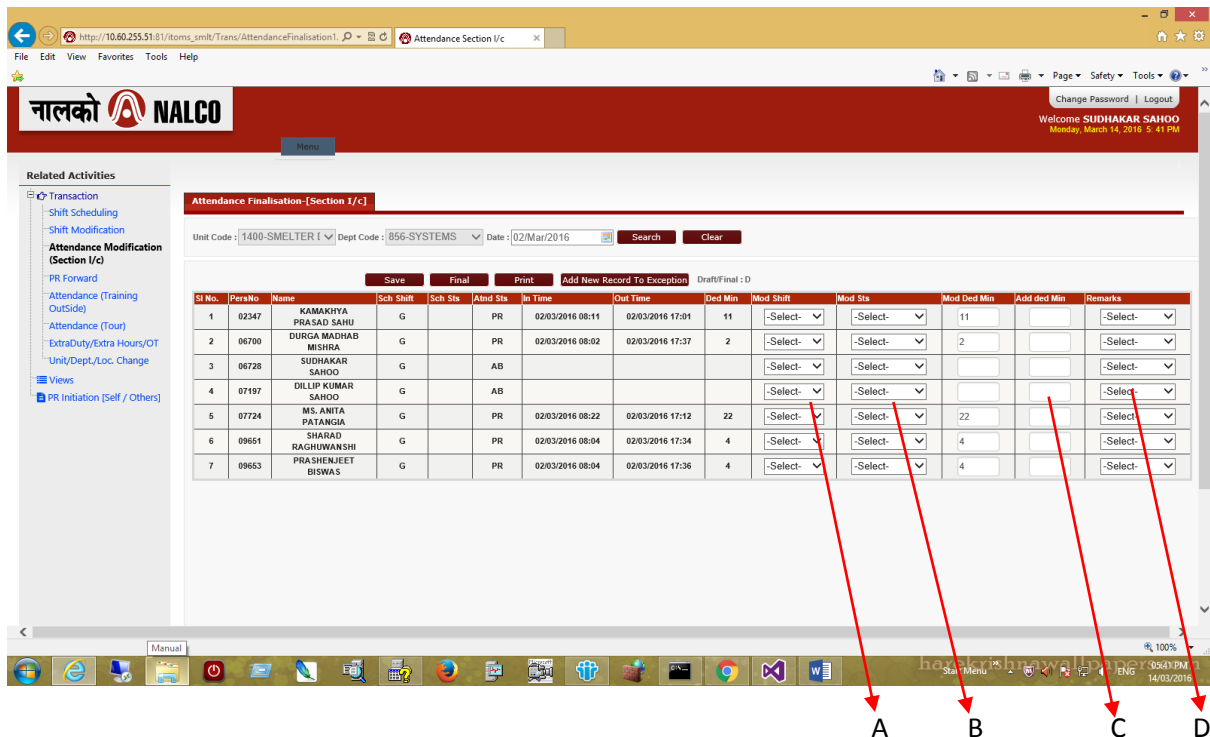 http://10.60.255.51:81/itoms_smlt/Trans/AttendanceFinalisation1.
Attendance Section I/c
File Edit View Favorites Tools Help
Page Safety Tools
नालको NALCO
Change Password | Logout
Welcome SUDHAKAR SAHOO
Monday, March 14, 2016 5: 41 PM
Menu
Related Activities
Transaction
Shift Scheduling
Shift Modification
Attendance Modification
(Section I/c)
PR Forward
Attendance (Training
OutSide)
Attendance (Tour)
ExtraDuty/Extra Hours/OT
Unit/Dept./Loc. Change
Views
PR Initiation [Self / Others]
Attendance Finalisation-[Section I/c]
Unit Code : 1400-SMELTER ( Dept Code : 856-SYSTEMS Date : 02/Mar/2016 Search Clear
Save Final Print Add New Record To Exception Draft/Final : D
Sl No. PersNo Name Sch Shift Sch Sts Atnd Sts In Time Out Time Ded Min Mod Shift Mod Sts Mod Ded Min Add ded Min Remarks
1 02347 KAMAKHYA PRASAD SAHU G PR 02/03/2016 08:11 02/03/2016 17:01 11 -Select- -Select- 11 -Select-
2 06700 DURGA MADHAB MISHRA G PR 02/03/2016 08:02 02/03/2016 17:37 2 -Select- -Select- 2 -Select-
3 06728 SUDHAKAR SAHOO G AB -Select- -Select- -Select-
4 07197 DILLIP KUMAR SAHOO G AB -Select- -Select- -Select-
5 07724 MS. ANITA PATANGIA G PR 02/03/2016 08:22 02/03/2016 17:12 22 -Select- -Select- 22 -Select-
6 09651 SHARAD RAGHUWANSHI G PR 02/03/2016 08:04 02/03/2016 17:34 4 -Select- -Select- 4 -Select-
7 09653 PRASHENJEET BISWAS G PR 02/03/2016 08:04 02/03/2016 17:36 4 -Select- -Select- 4 -Select-
100%
Manual
Start Menu
ENG
05:41 PM
14/03/2016
A B C D